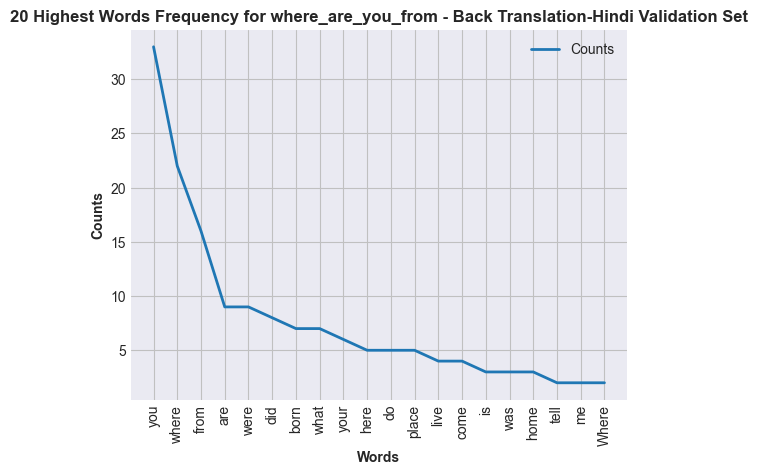 20 Highest Words Frequency for where_are_you_from - Back Translation-Hindi Validation Set
Counts
Counts
30
25
20
15
10
5
you
where
from
are
were
did
born
what
your
here
do
place
live
come
is
was
home
tell
me
Where
Words